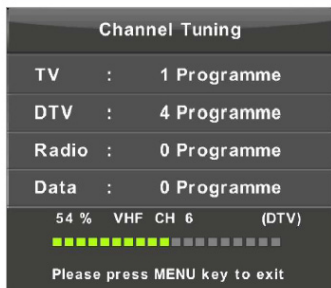 Channel Tuning
TV : 1 Programme
DTV : 4 Programme
Radio : 0 Programme
Data : 0 Programme
54 % VHF CH 6 (DTV)
Please press MENU key to exit